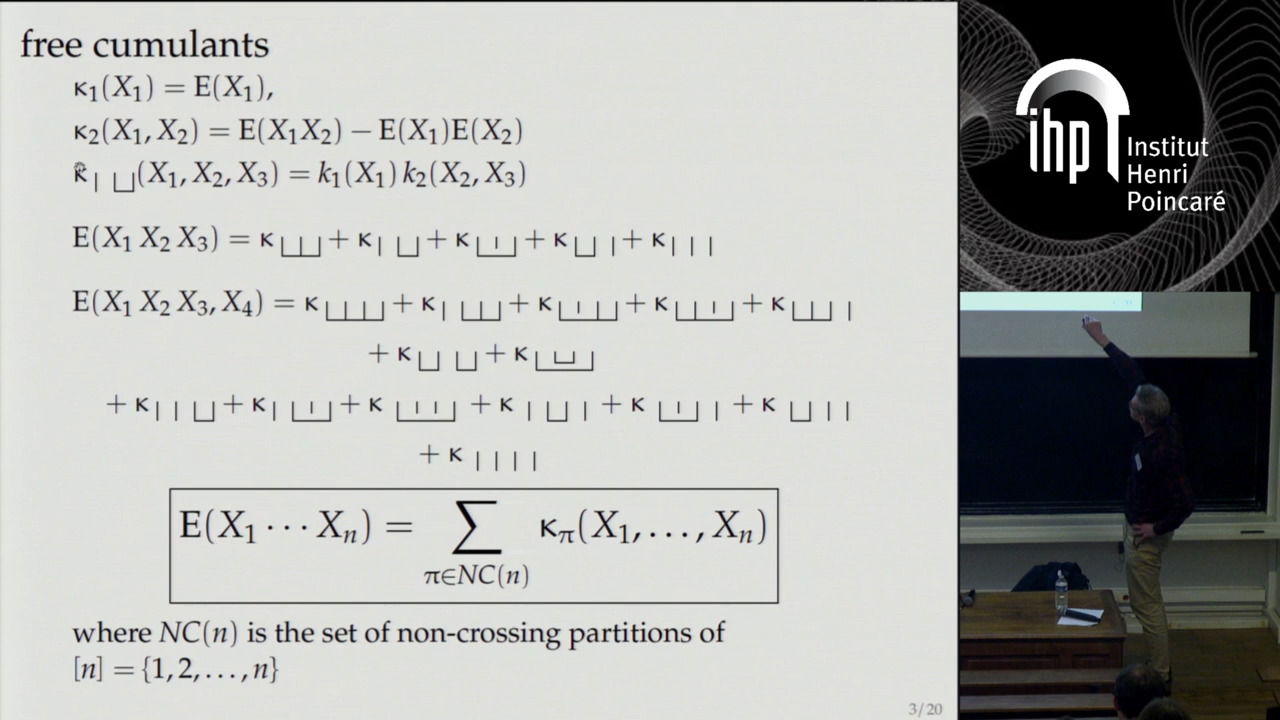 free cumulants
κ₁(X₁) = E(X₁),
κ₂(X₁, X₂) = E(X₁X₂) − E(X₁)E(X₂)
κ_{| ⊔}(X₁, X₂, X₃) = k₁(X₁) k₂(X₂, X₃)
E(X₁ X₂ X₃) = κ + κ + κ + κ + κ
E(X₁ X₂ X₃, X₄) = κ + κ + κ + κ + κ
+ κ + κ
+ κ + κ + κ + κ + κ + κ
+ κ
E(X₁ ⋯ Xₙ) = ∑_{π∈NC(n)} κ_π(X₁, . . . , Xₙ)
where NC(n) is the set of non-crossing partitions of
[n] = {1, 2, . . . , n}
3/20
ihp
Institut
Henri
Poincaré